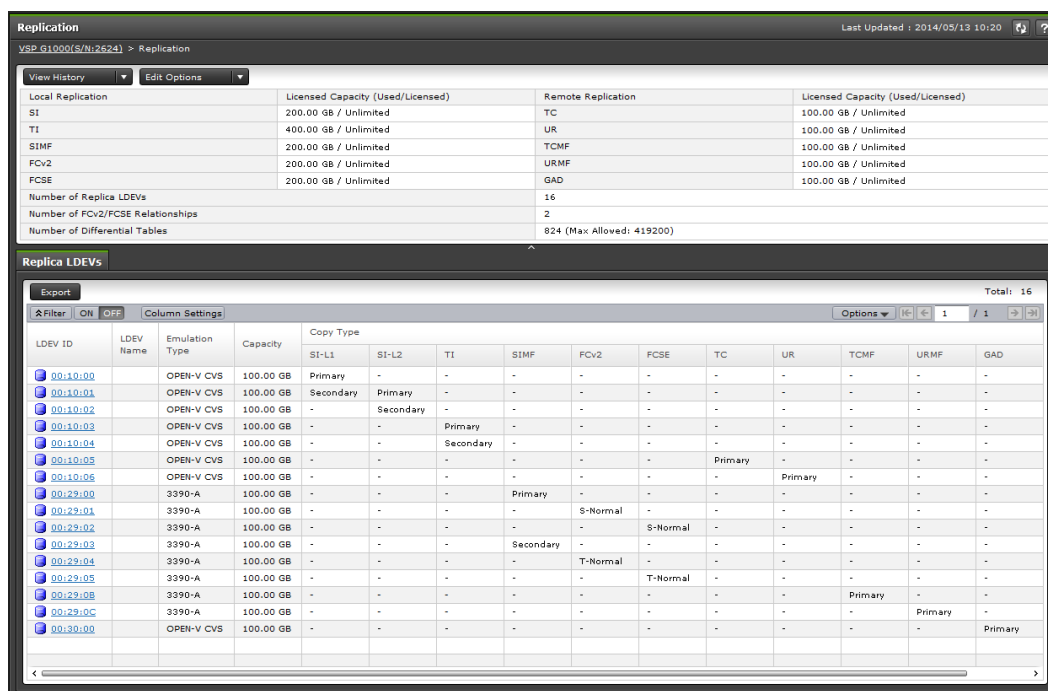 Replication Last Updated : 2014/05/13 10:20 ?
VSP G1000(S/N:2624) > Replication
View History Edit Options
Local Replication Licensed Capacity (Used/Licensed) Remote Replication Licensed Capacity (Used/Licensed)
SI 200.00 GB / Unlimited TC 100.00 GB / Unlimited
TI 400.00 GB / Unlimited UR 100.00 GB / Unlimited
SIMF 200.00 GB / Unlimited TCMF 100.00 GB / Unlimited
FCv2 200.00 GB / Unlimited URMF 100.00 GB / Unlimited
FCSE 200.00 GB / Unlimited GAD 100.00 GB / Unlimited
Number of Replica LDEVs 16
Number of FCv2/FCSE Relationships 2
Number of Differential Tables 824 (Max Allowed: 419200)
Replica LDEVs
Export Total: 16
Filter ON OFF Column Settings Options 1 / 1
LDEV ID LDEV Name Emulation Type Capacity Copy Type
SI-L1 SI-L2 TI SIMF FCv2 FCSE TC UR TCMF URMF GAD
00:10:00 OPEN-V CVS 100.00 GB Primary - - - - - - - - - -
00:10:01 OPEN-V CVS 100.00 GB Secondary Primary - - - - - - - - -
00:10:02 OPEN-V CVS 100.00 GB - Secondary - - - - - - - - -
00:10:03 OPEN-V CVS 100.00 GB - - Primary - - - - - - - -
00:10:04 OPEN-V CVS 100.00 GB - - Secondary - - - - - - - -
00:10:05 OPEN-V CVS 100.00 GB - - - - - - Primary - - - -
00:10:06 OPEN-V CVS 100.00 GB - - - - - - - Primary - - -
00:29:00 3390-A 100.00 GB - - - Primary - - - - - - -
00:29:01 3390-A 100.00 GB - - - - S-Normal - - - - - -
00:29:02 3390-A 100.00 GB - - - - - S-Normal - - - - -
00:29:03 3390-A 100.00 GB - - - Secondary - - - - - - -
00:29:04 3390-A 100.00 GB - - - - T-Normal - - - - - -
00:29:05 3390-A 100.00 GB - - - - - T-Normal - - - - -
00:29:0B 3390-A 100.00 GB - - - - - - - - Primary - -
00:29:0C 3390-A 100.00 GB - - - - - - - - - Primary -
00:30:00 OPEN-V CVS 100.00 GB - - - - - - - - - - Primary